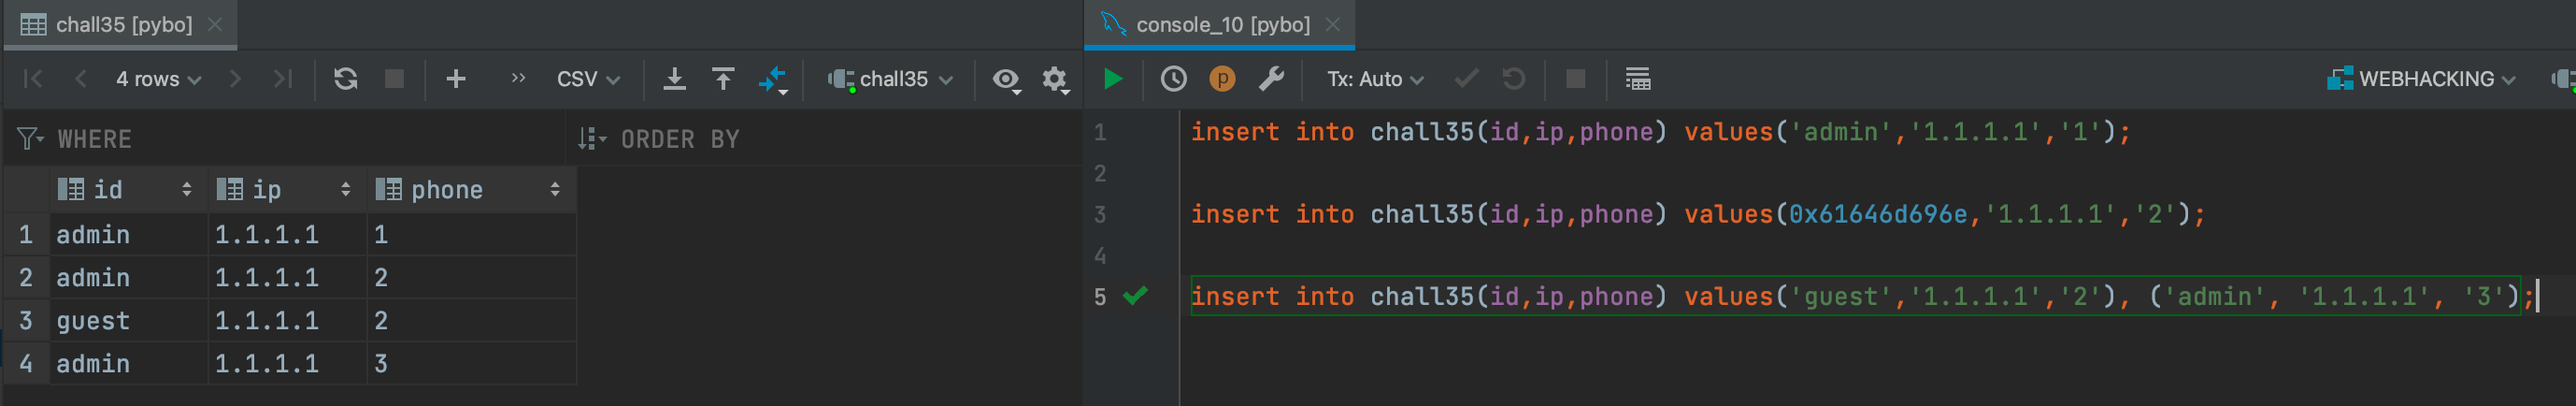 chall35 [pybo]
console_10 [pybo]
4 rows
CSV
chall35
Tx: Auto
WEBHACKING
WHERE
ORDER BY
id ip phone
1 admin 1.1.1.1 1
2 admin 1.1.1.1 2
3 guest 1.1.1.1 2
4 admin 1.1.1.1 3
1 insert into chall35(id,ip,phone) values('admin','1.1.1.1','1');
2
3 insert into chall35(id,ip,phone) values(0x61646d696e,'1.1.1.1','2');
4
5 insert into chall35(id,ip,phone) values('guest','1.1.1.1','2'), ('admin', '1.1.1.1', '3');